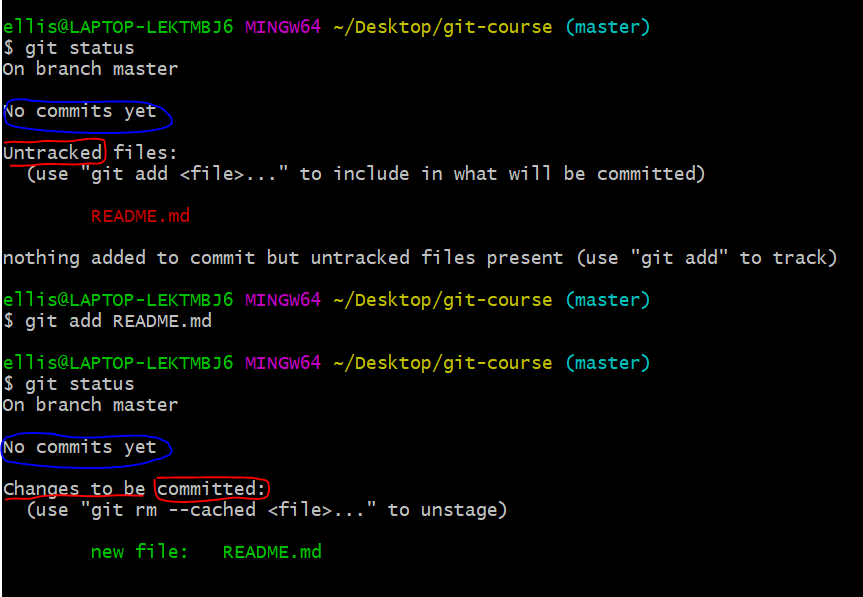 ellis@LAPTOP-LEKTMBJ6 MINGW64 ~/Desktop/git-course (master)
$ git status
On branch master
No commits yet
Untracked files:
(use "git add <file>..." to include in what will be committed)
README.md
nothing added to commit but untracked files present (use "git add" to track)
ellis@LAPTOP-LEKTMBJ6 MINGW64 ~/Desktop/git-course (master)
$ git add README.md
ellis@LAPTOP-LEKTMBJ6 MINGW64 ~/Desktop/git-course (master)
$ git status
On branch master
No commits yet
Changes to be committed:
(use "git rm --cached <file>..." to unstage)
new file:   README.md